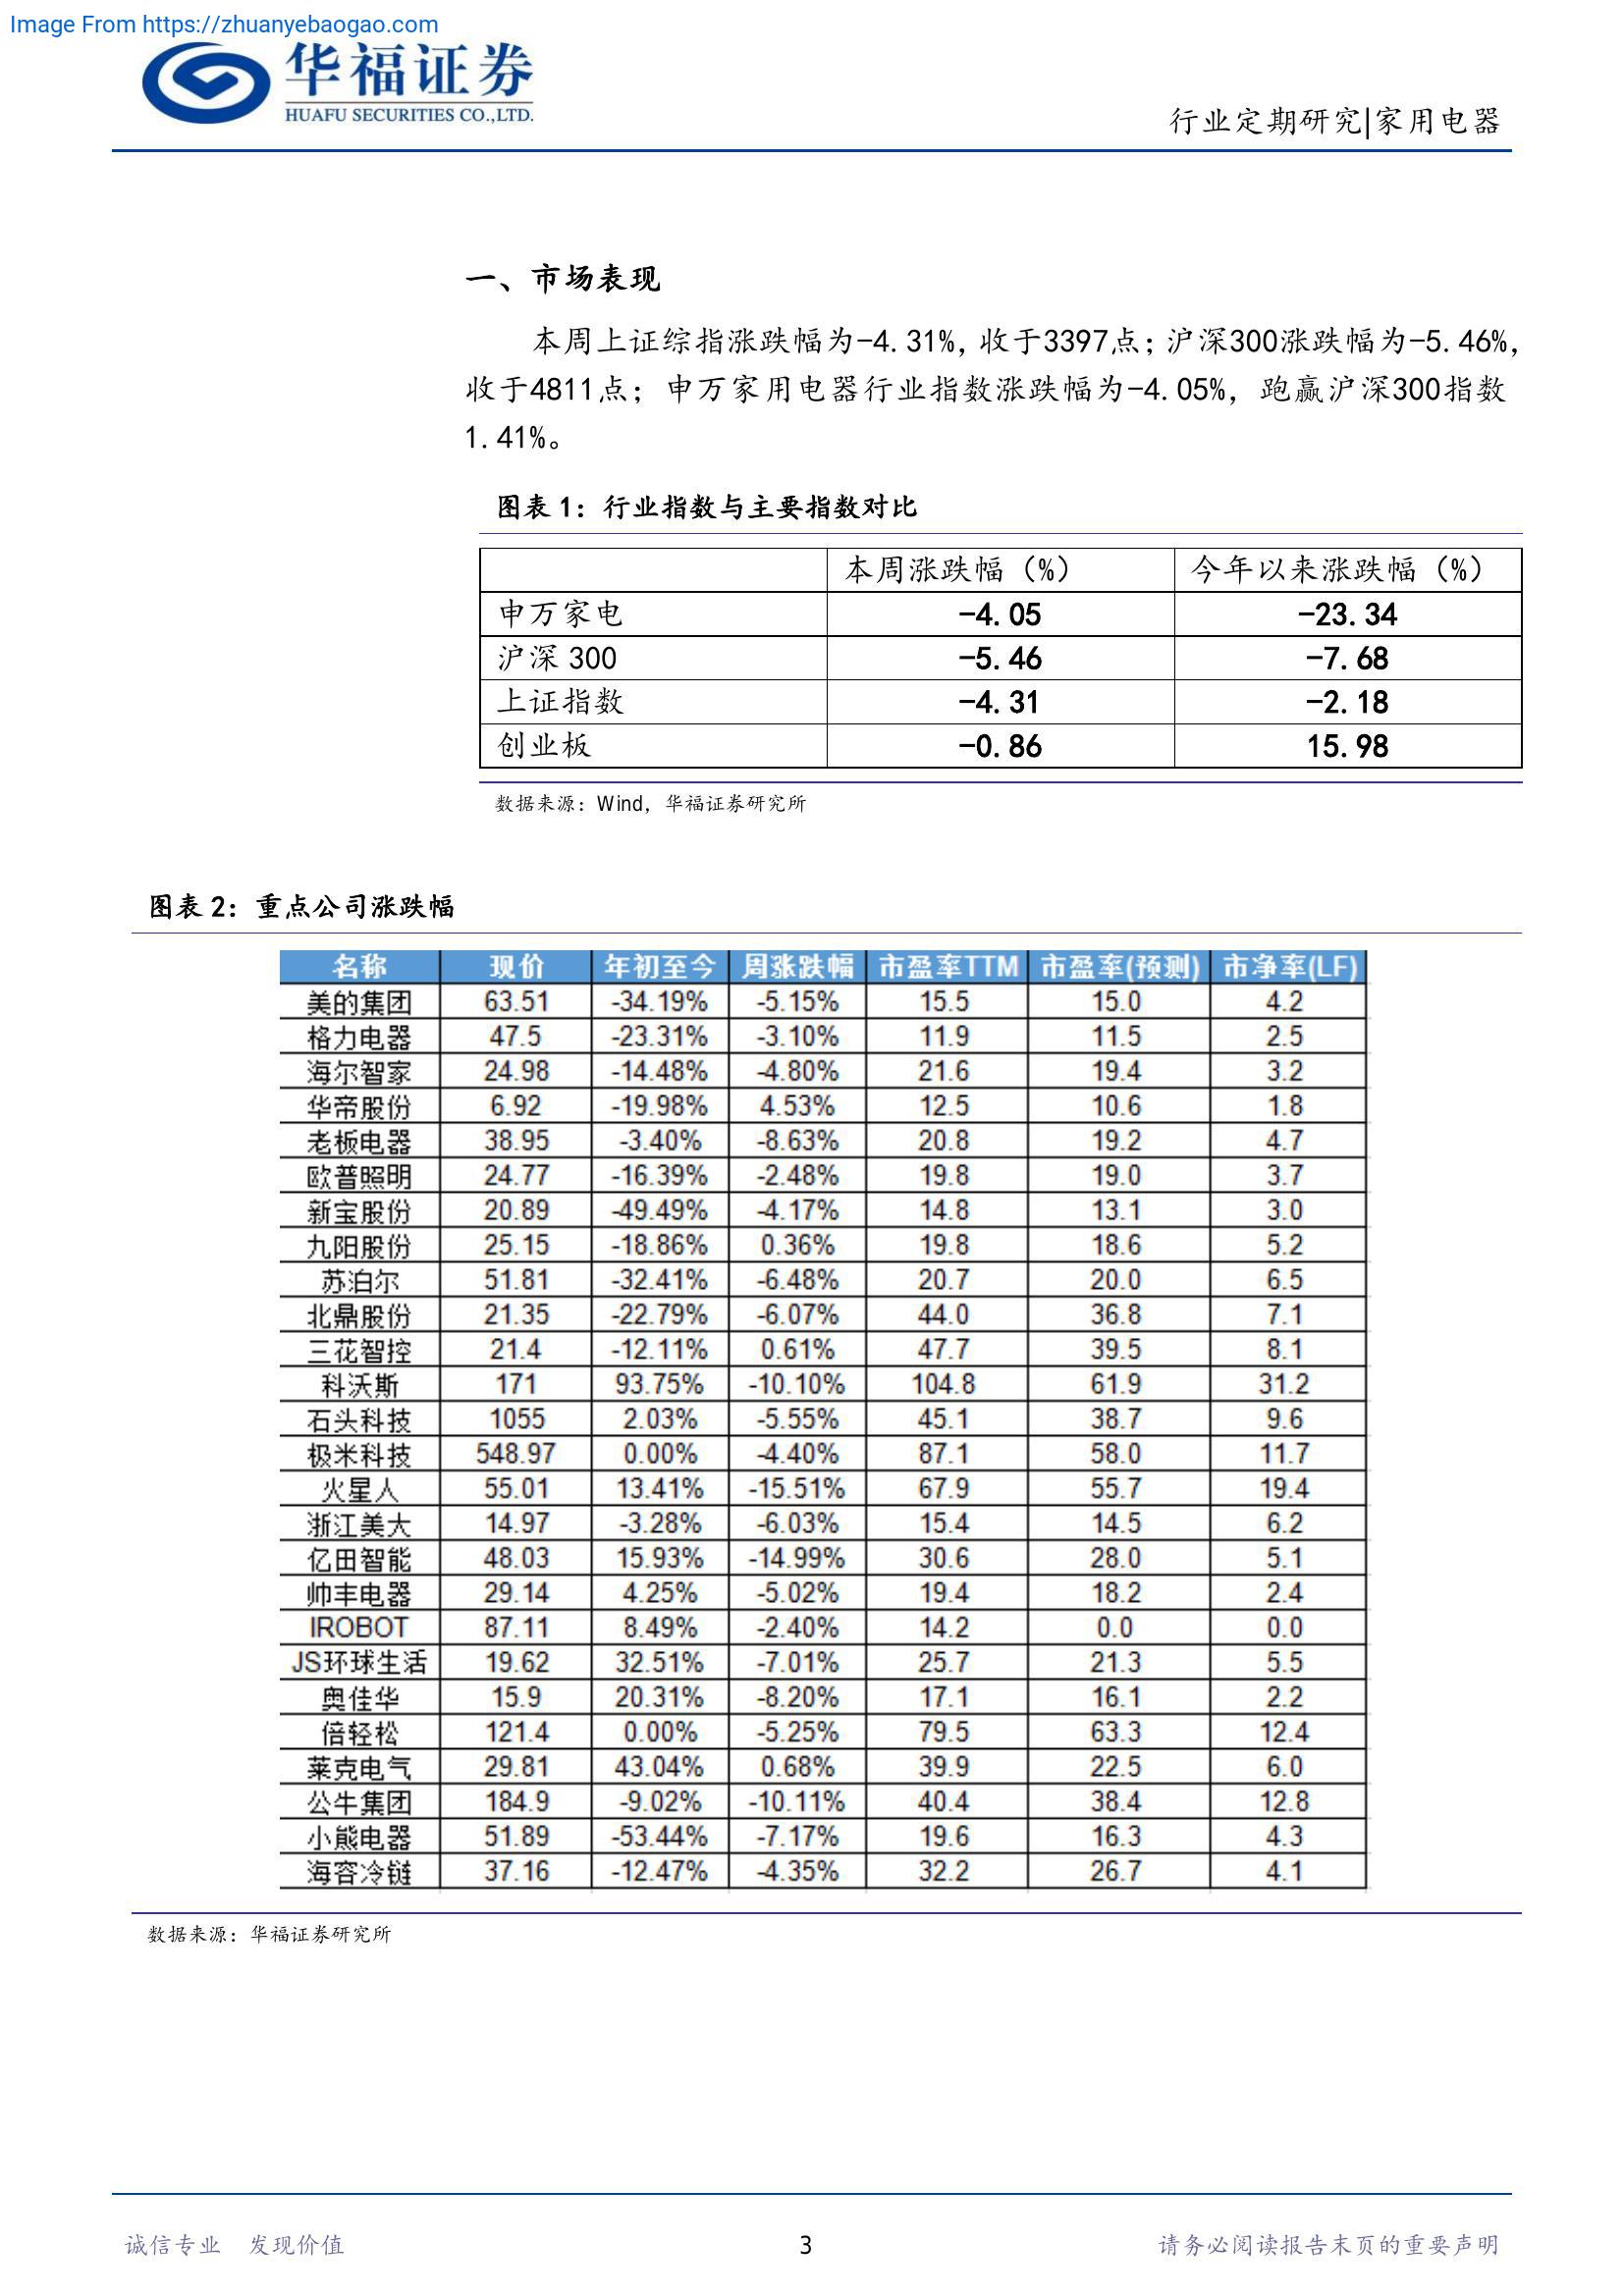 Image From https://zhuanyebaogao.com
华福证券
HUAFU SECURITIES CO.,LTD.
行业定期研究|家用电器
一、市场表现
本周上证综指涨跌幅为-4.31%，收于3397点；沪深300涨跌幅为-5.46%，
收于4811点；申万家用电器行业指数涨跌幅为-4.05%，跑赢沪深300指数
1.41%。
图表 1：行业指数与主要指数对比
本周涨跌幅（%） 今年以来涨跌幅（%）
申万家电 -4.05 -23.34
沪深 300 -5.46 -7.68
上证指数 -4.31 -2.18
创业板 -0.86 15.98
数据来源：Wind，华福证券研究所
图表 2：重点公司涨跌幅
名称 现价 年初至今 周涨跌幅 市盈率TTM 市盈率(预测) 市净率(LF)
美的集团 63.51 -34.19% -5.15% 15.5 15.0 4.2
格力电器 47.5 -23.31% -3.10% 11.9 11.5 2.5
海尔智家 24.98 -14.48% -4.80% 21.6 19.4 3.2
华帝股份 6.92 -19.98% 4.53% 12.5 10.6 1.8
老板电器 38.95 -3.40% -8.63% 20.8 19.2 4.7
欧普照明 24.77 -16.39% -2.48% 19.8 19.0 3.7
新宝股份 20.89 -49.49% -4.17% 14.8 13.1 3.0
九阳股份 25.15 -18.86% 0.36% 19.8 18.6 5.2
苏泊尔 51.81 -32.41% -6.48% 20.7 20.0 6.5
北鼎股份 21.35 -22.79% -6.07% 44.0 36.8 7.1
三花智控 21.4 -12.11% 0.61% 47.7 39.5 8.1
科沃斯 171 93.75% -10.10% 104.8 61.9 31.2
石头科技 1055 2.03% -5.55% 45.1 38.7 9.6
极米科技 548.97 0.00% -4.40% 87.1 58.0 11.7
火星人 55.01 13.41% -15.51% 67.9 55.7 19.4
浙江美大 14.97 -3.28% -6.03% 15.4 14.5 6.2
亿田智能 48.03 15.93% -14.99% 30.6 28.0 5.1
帅丰电器 29.14 4.25% -5.02% 19.4 18.2 2.4
IROBOT 87.11 8.49% -2.40% 14.2 0.0 0.0
JS环球生活 19.62 32.51% -7.01% 25.7 21.3 5.5
奥佳华 15.9 20.31% -8.20% 17.1 16.1 2.2
倍轻松 121.4 0.00% -5.25% 79.5 63.3 12.4
莱克电气 29.81 43.04% 0.68% 39.9 22.5 6.0
公牛集团 184.9 -9.02% -10.11% 40.4 38.4 12.8
小熊电器 51.89 -53.44% -7.17% 19.6 16.3 4.3
海容冷链 37.16 -12.47% -4.35% 32.2 26.7 4.1
数据来源：华福证券研究所
诚信专业 发现价值 3 请务必阅读报告末页的重要声明